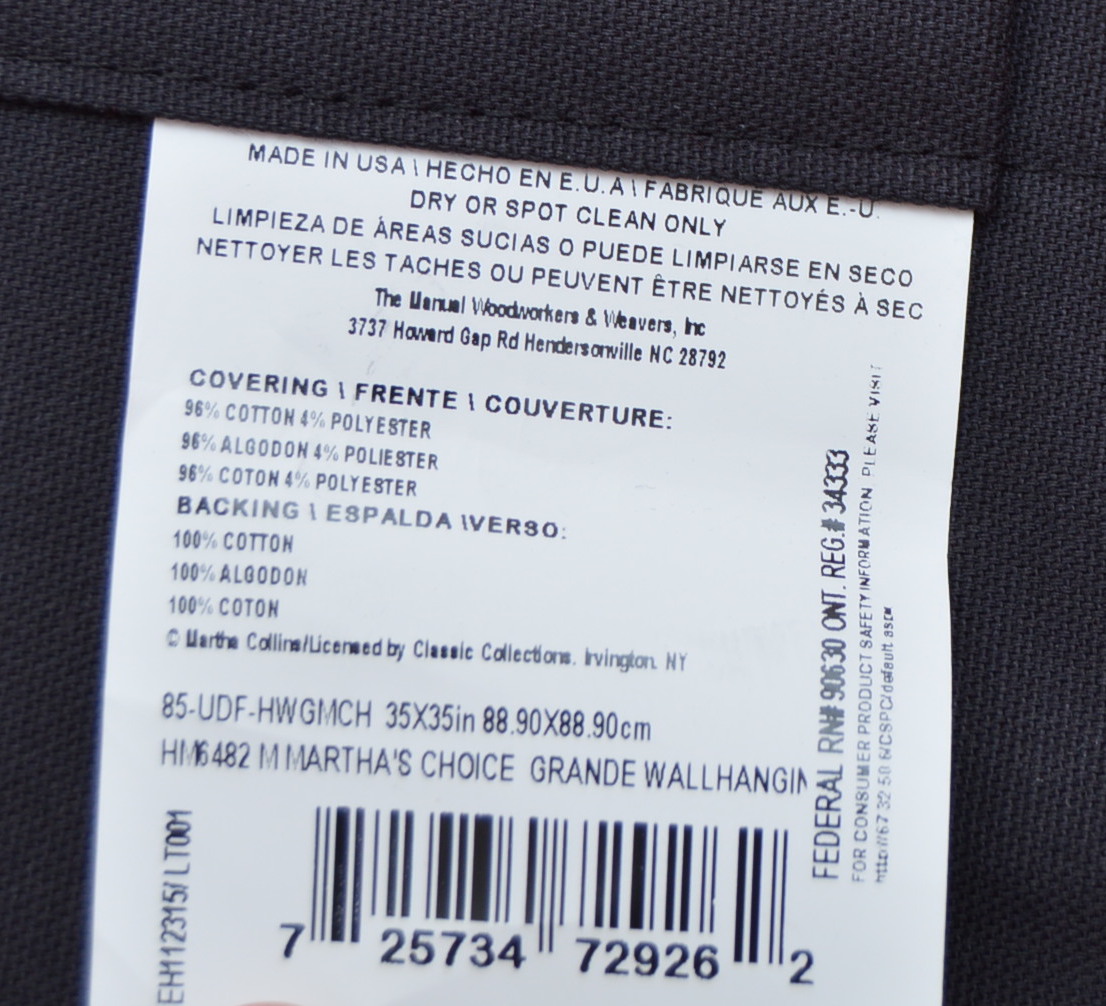 MADE IN USA \ HECHO EN E.U.A \ FABRIQUE AUX E.-U.
DRY OR SPOT CLEAN ONLY
LIMPIEZA DE ÁREAS SUCIAS O PUEDE LIMPIARSE EN SECO
NETTOYER LES TACHES OU PEUVENT ÊTRE NETTOYÉS À SEC
The Manual Woodworkers & Weavers, Inc
3737 Howard Gap Rd Hendersonville NC 28792
COVERING \ FRENTE \ COUVERTURE:
96% COTTON 4% POLYESTER
96% ALGODON 4% POLIESTER
96% COTON 4% POLYESTER
BACKING \ ESPALDA \VERSO:
100% COTTON
100% ALGODON
100% COTON
© Martha Collins/Licensed by Classic Collections. Irvington. NY
85-UDF-HWGMCH 35X35in 88.90X88.90cm
HM6482 M MARTHA'S CHOICE GRANDE WALLHANGIN
FEDERAL RN# 90630 ONT. REG.# 34333
FOR CONSUMER PRODUCT SAFETY INFORMATION PLEASE VISIT
EH112315/ LT001
7 25734 72926 2